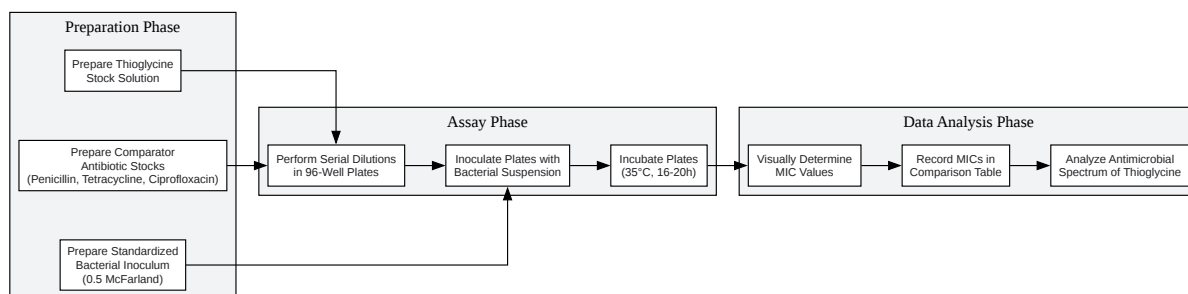 Preparation Phase
Prepare Thioglycine
Stock Solution
Prepare Comparator
Antibiotic Stocks
(Penicillin, Tetracycline, Ciprofloxacin)
Prepare Standardized
Bacterial Inoculum
(0.5 McFarland)
Assay Phase
Perform Serial Dilutions
in 96-Well Plates
Inoculate Plates with
Bacterial Suspension
Incubate Plates
(35°C, 16-20h)
Data Analysis Phase
Visually Determine
MIC Values
Record MICs in
Comparison Table
Analyze Antimicrobial
Spectrum of Thioglycine